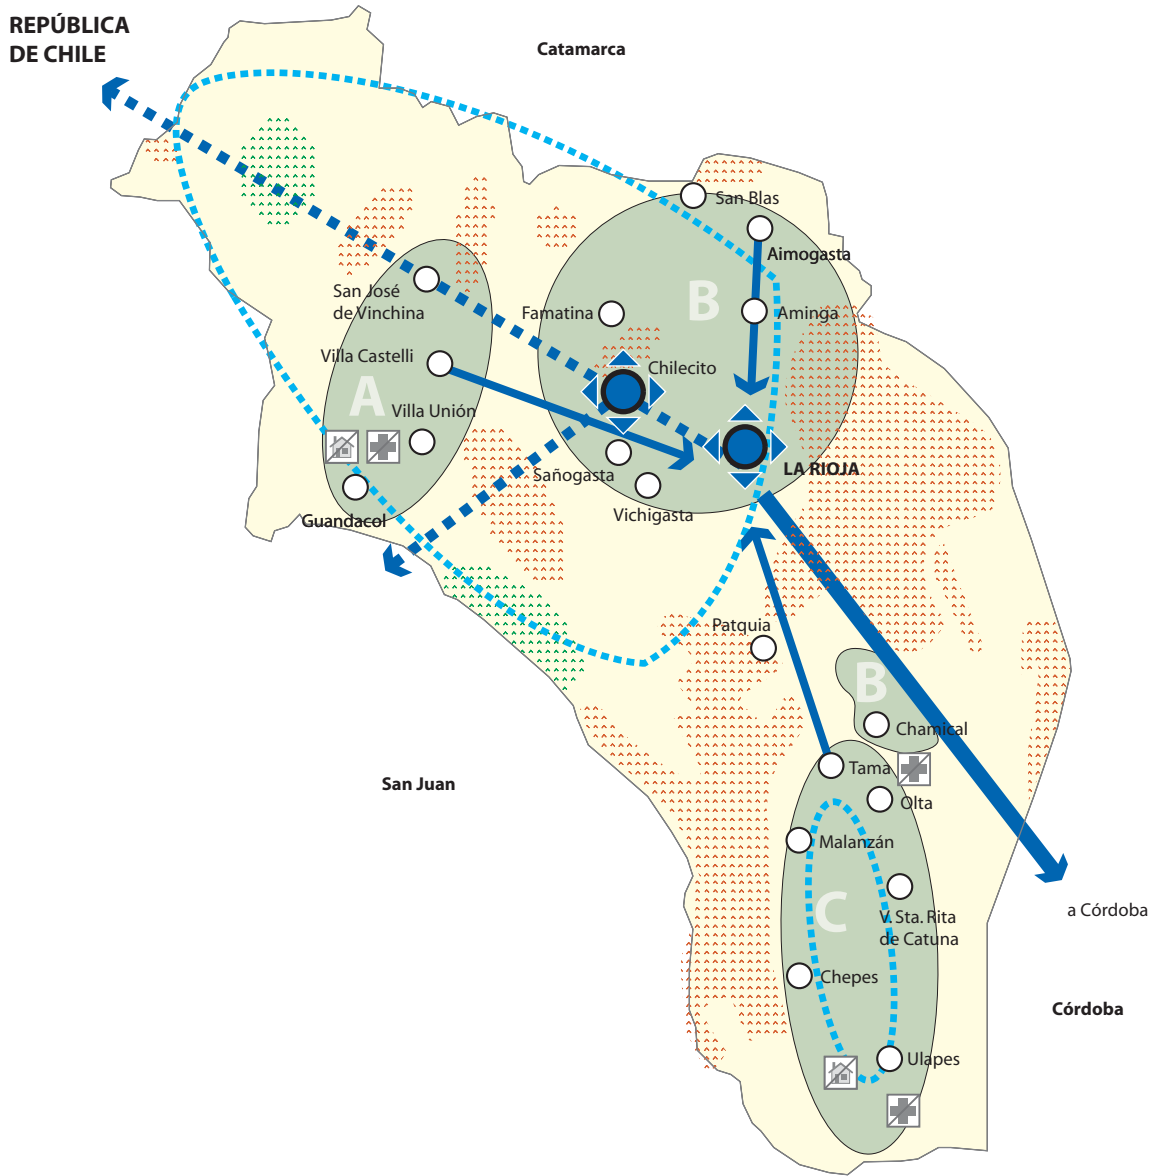 REPÚBLICA
DE CHILE
Catamarca
San Blas
Aimogasta
San José
de Vinchina
Famatina
B
Aminga
Villa Castelli
Chilecito
A
Villa Unión
LA RIOJA
Sañogasta
Guandacol
Vichigasta
Patquia
B
Chamical
San Juan
Tama
Olta
Malanzán
C
V. Sta. Rita
de Catuna
a Córdoba
Chepes
Córdoba
Ulapes